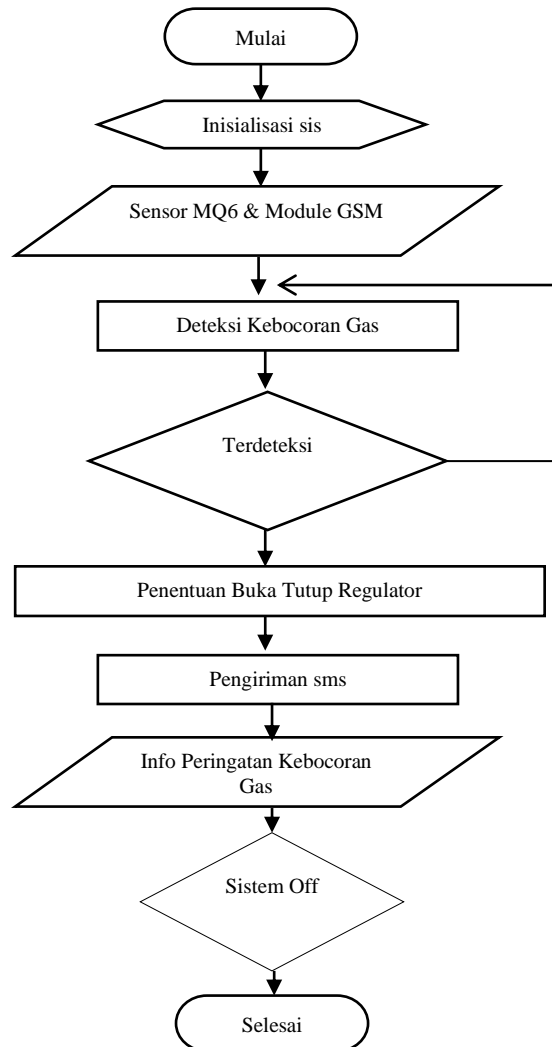 Mulai
Inisialisasi sis
Sensor MQ6 & Module GSM
Deteksi Kebocoran Gas
Terdeteksi
Penentuan Buka Tutup Regulator
Pengiriman sms
Info Peringatan Kebocoran
Gas
Sistem Off
Selesai